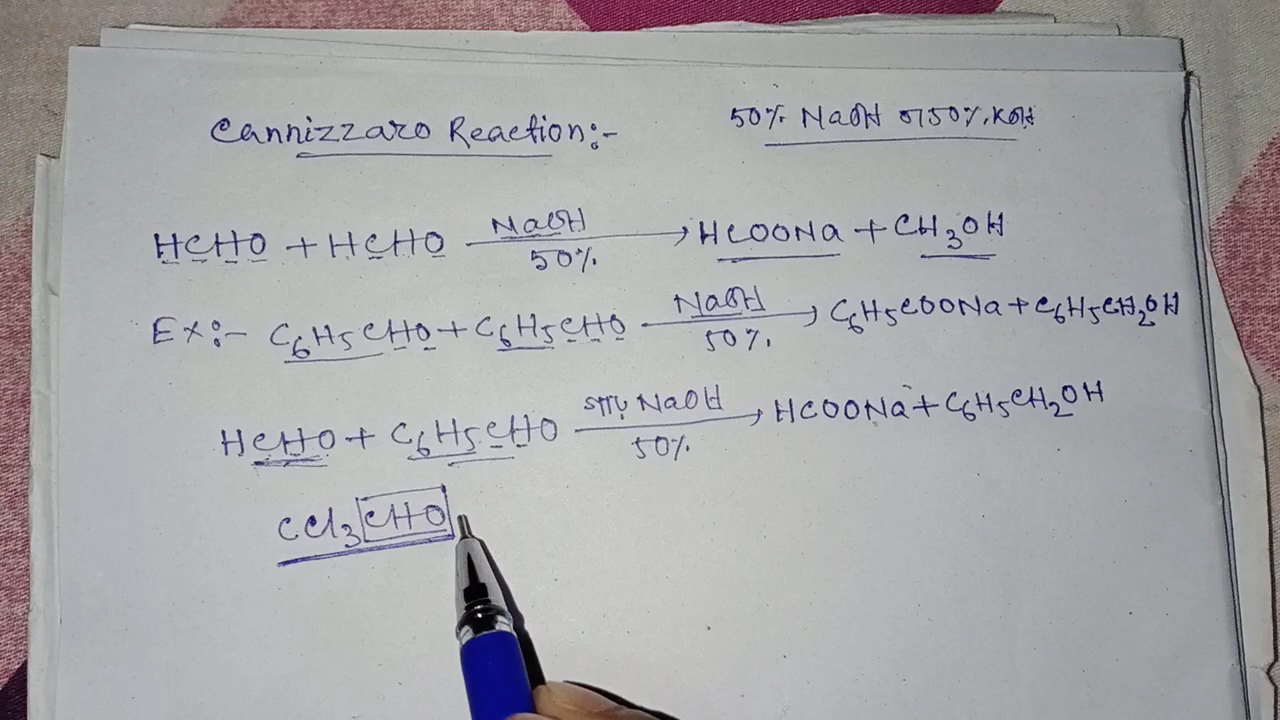 Cannizzaro Reaction:-
50% NaOH or 50% KOH
HCHO + HCHO NaOH 50% → HCOONa + CH₃OH
Ex:- C₆H₅CHO + C₆H₅CHO NaOH 50% → C₆H₅COONa + C₆H₅CH₂OH
HCHO + C₆H₅CHO सान्द्र NaOH 50% → HCOONa + C₆H₅CH₂OH
CCl₃CHO